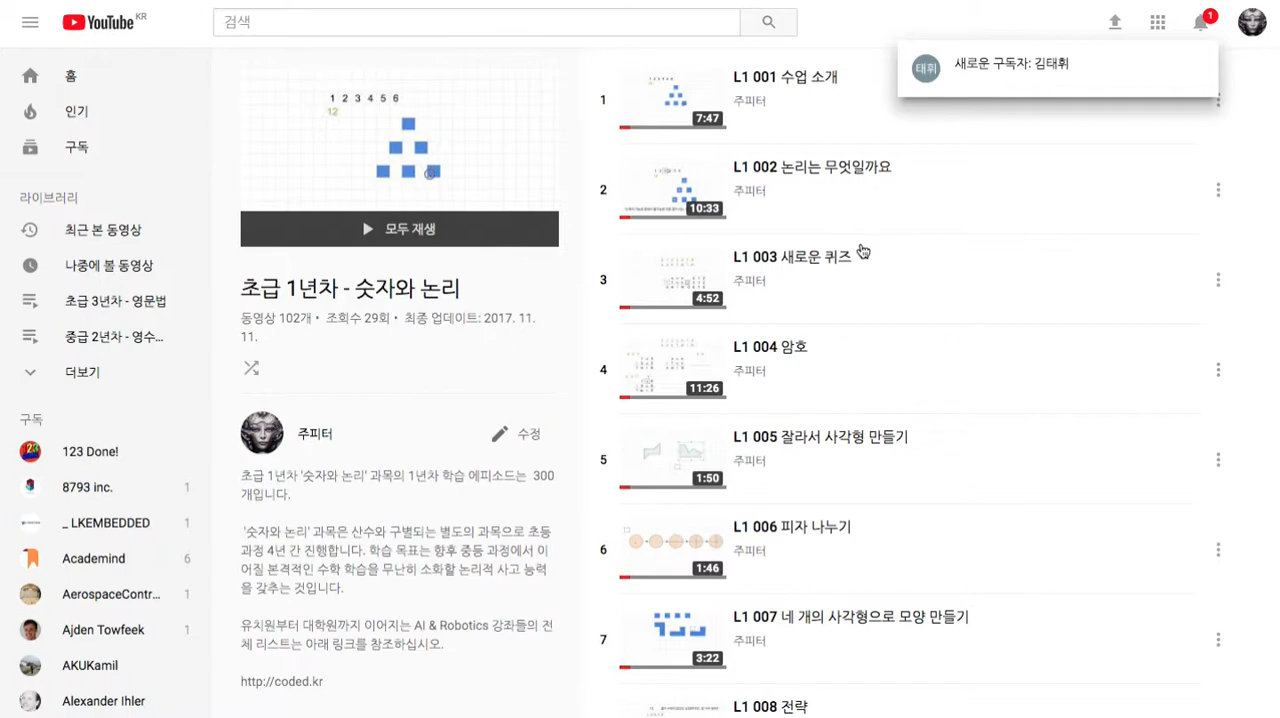 YouTube KR
검색
1
태휘
새로운 구독자: 김태휘
홈
인기
구독
라이브러리
최근 본 동영상
나중에 볼 동영상
초급 3년차 - 영문법
중급 2년차 - 영수...
더보기
구독
123 Done!
8793 inc. 1
_ LKEMBEDDED 1
Academind 6
AerospaceContr... 1
Ajden Towfeek 1
AKUKamil
Alexander Ihler
1 2 3 4 5 6
12
모두 재생
초급 1년차 - 숫자와 논리
동영상 102개 • 조회수 29회 • 최종 업데이트: 2017. 11.
11.
주피터
수정
초급 1년차 '숫자와 논리' 과목의 1년차 학습 에피소드는 300
개입니다.
'숫자와 논리' 과목은 산수와 구별되는 별도의 과목으로 초등
과정 4년 간 진행합니다. 학습 목표는 향후 중등 과정에서 이
어질 본격적인 수학 학습을 무난히 소화할 논리적 사고 능력
을 갖추는 것입니다.
유치원부터 대학원까지 이어지는 AI & Robotics 강좌들의 전
체 리스트는 아래 링크를 참조하십시오.
http://coded.kr
1
7:47
L1 001 수업 소개
주피터
2
10:33
L1 002 논리는 무엇일까요
주피터
3
4:52
L1 003 새로운 퀴즈
주피터
4
11:26
L1 004 암호
주피터
5
1:50
L1 005 잘라서 사각형 만들기
주피터
6
1:46
L1 006 피자 나누기
주피터
7
3:22
L1 007 네 개의 사각형으로 모양 만들기
주피터
L1 008 전략